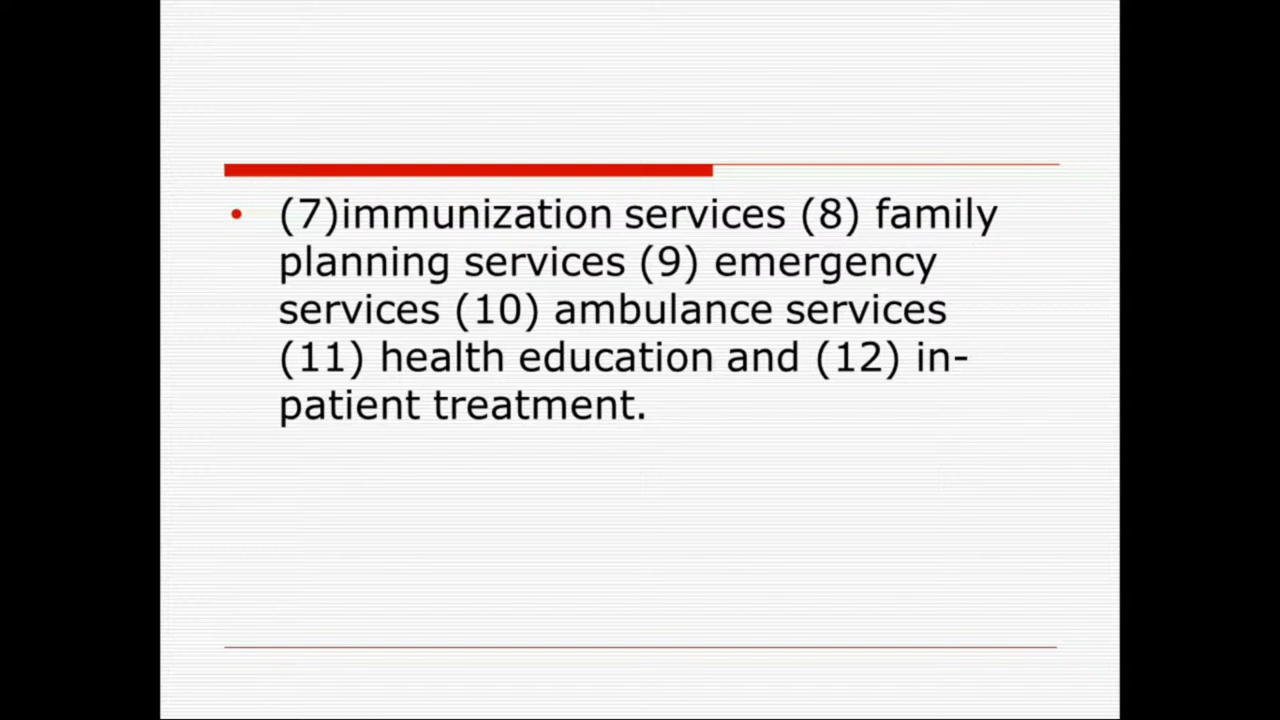 • (7)immunization services (8) family
planning services (9) emergency
services (10) ambulance services
(11) health education and (12) in-
patient treatment.